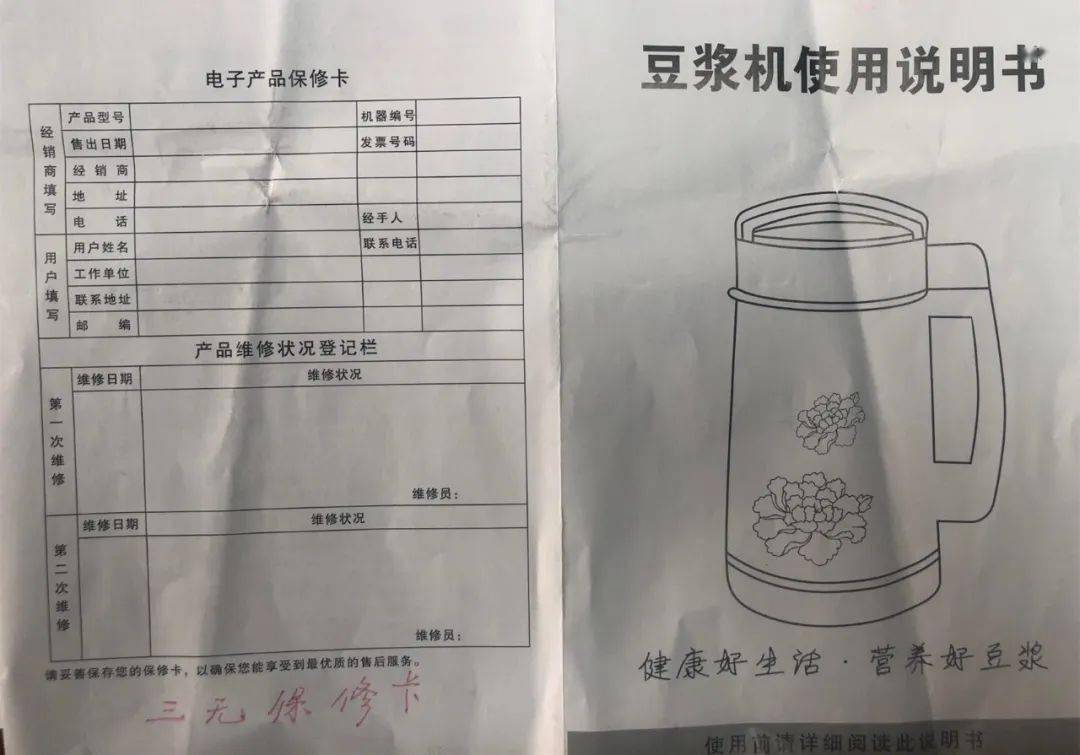 电子产品保修卡
经销商填写
产品型号 机器编号
售出日期 发票号码
经销商
地址
电话 经手人
用户填写
用户姓名 联系电话
工作单位
联系地址
邮编
产品维修状况登记栏
第一次维修
维修日期 维修状况
维修员：
第二次维修
维修日期 维修状况
维修员：
请妥善保存您的保修卡，以确保您能享受到最优质的售后服务。
三无保修卡
豆浆机使用说明书
健康好生活·营养好豆浆
使用前请详细阅读此说明书